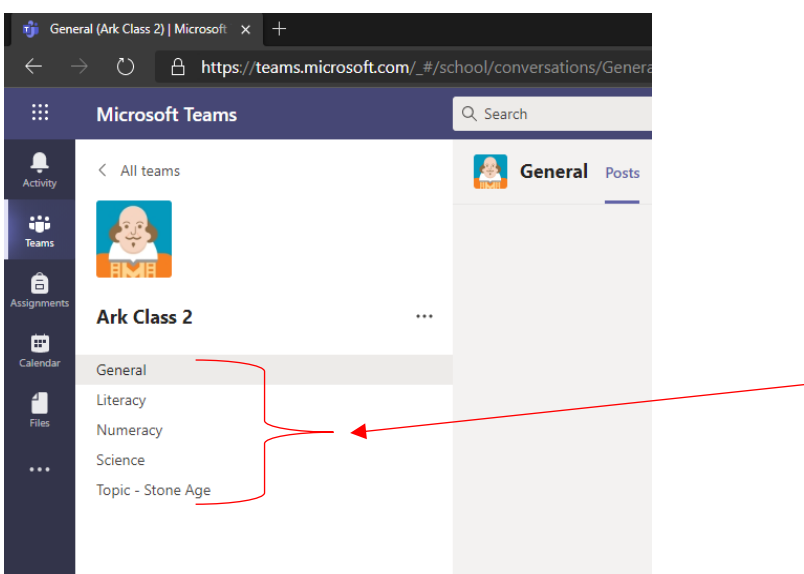 General (Ark Class 2) | Microsoft
https://teams.microsoft.com/_#/school/conversations/Genera
Microsoft Teams
Search
Activity
Teams
Assignments
Calendar
Files
All teams
Ark Class 2
General
Literacy
Numeracy
Science
Topic - Stone Age
General Posts